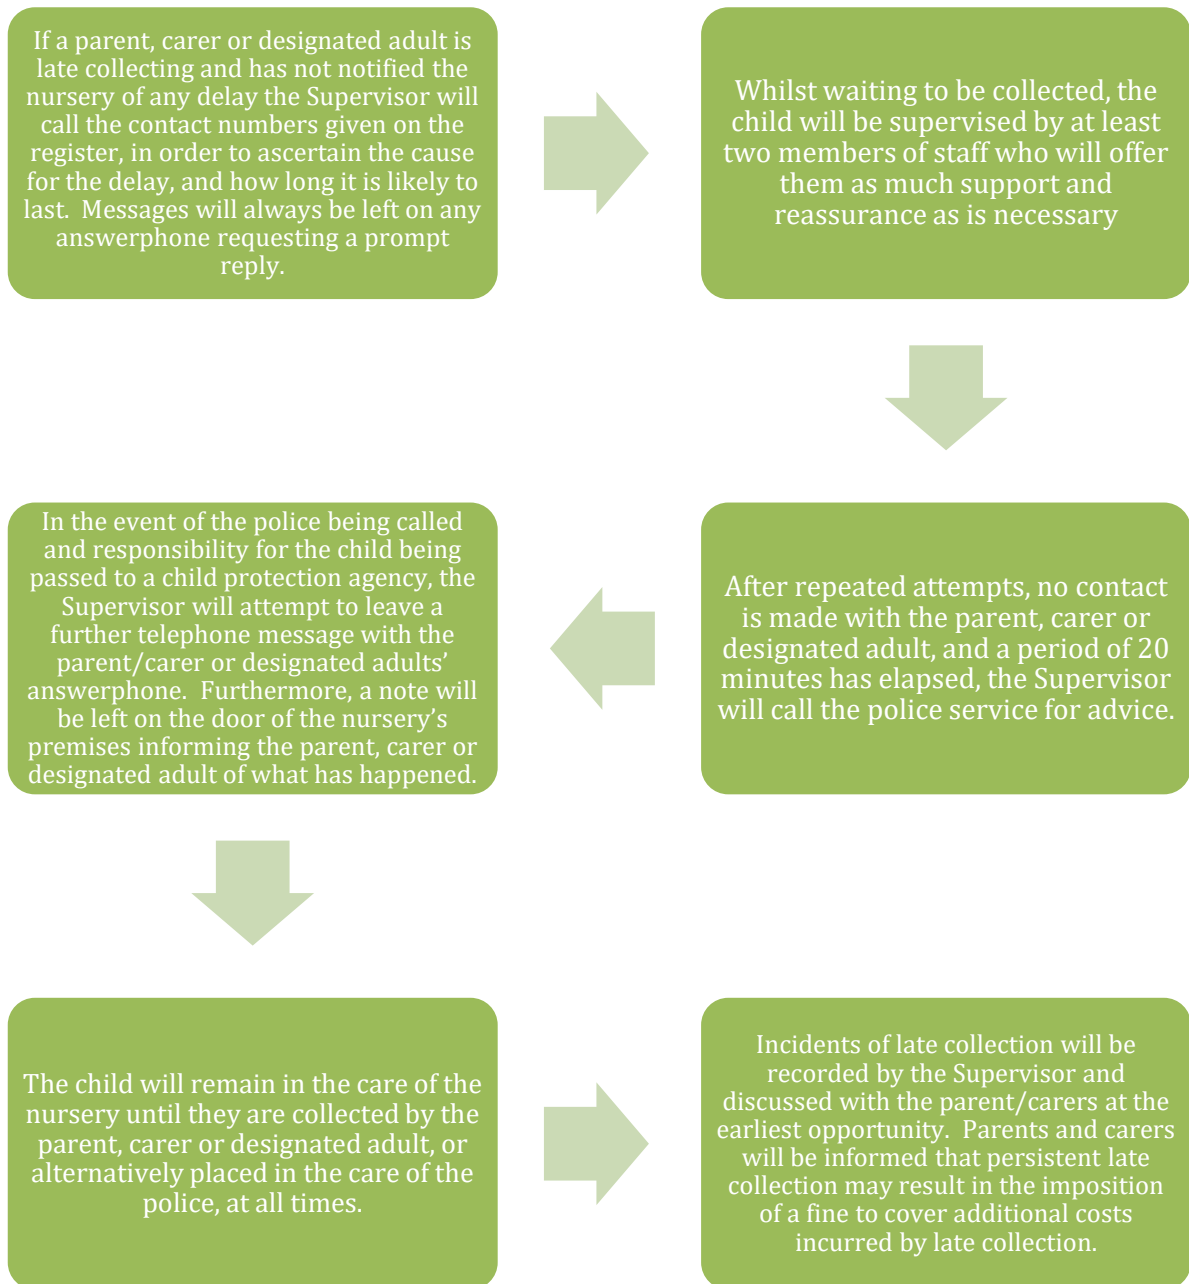 If a parent, carer or designated adult is
late collecting and has not notified the
nursery of any delay the Supervisor will
call the contact numbers given on the
register, in order to ascertain the cause
for the delay, and how long it is likely to
last.  Messages will always be left on any
answerphone requesting a prompt
reply.
Whilst waiting to be collected, the
child will be supervised by at least
two members of staff who will offer
them as much support and
reassurance as is necessary
After repeated attempts, no contact
is made with the parent, carer or
designated adult, and a period of 20
minutes has elapsed, the Supervisor
will call the police service for advice.
In the event of the police being called
and responsibility for the child being
passed to a child protection agency, the
Supervisor will attempt to leave a
further telephone message with the
parent/carer or designated adults’
answerphone.  Furthermore, a note will
be left on the door of the nursery’s
premises informing the parent, carer or
designated adult of what has happened.
The child will remain in the care of the
nursery until they are collected by the
parent, carer or designated adult, or
alternatively placed in the care of the
police, at all times.
Incidents of late collection will be
recorded by the Supervisor and
discussed with the parent/carers at the
earliest opportunity.  Parents and carers
will be informed that persistent late
collection may result in the imposition
of a fine to cover additional costs
incurred by late collection.